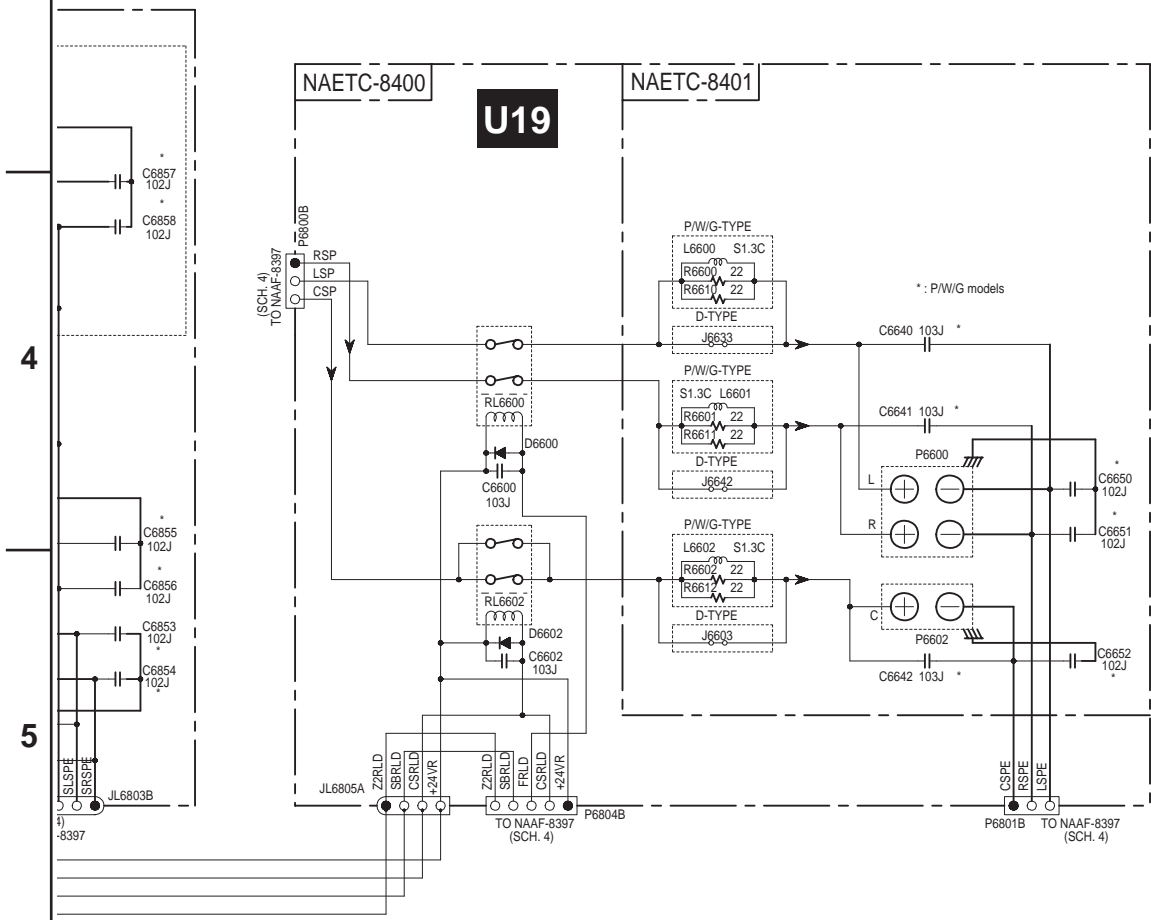 NAETC-8400
NAETC-8401
U19
*
C6857
102J
*
C6858
102J
4
*
C6855
102J
*
C6856
102J
C6853
102J
*
C6854
102J
*
5
SLSPE
SRSPE
JL6803B
4)
-8397
P6800B
(SCH. 4)
TO NAAF-8397
RSP
LSP
CSP
RL6600
D6600
C6600
103J
RL6602
D6602
C6602
103J
P/W/G-TYPE
L6600 S1.3C
R6600 22
R6610 22
D-TYPE
J6633
P/W/G-TYPE
S1.3C L6601
R6601 22
R6611 22
D-TYPE
J6642
P/W/G-TYPE
L6602 S1.3C
R6602 22
R6612 22
D-TYPE
J6603
* : P/W/G models
C6640 103J *
C6641 103J *
P6600
L
R
*
C6650
102J
*
C6651
102J
C
P6602
C6642 103J *
C6652
102J
*
JL6805A
Z2RLD
SBRLD
CSRLD
+24VR
Z2RLD
SBRLD
FRLD
CSRLD
+24VR
P6804B
TO NAAF-8397
(SCH. 4)
CSPE
RSPE
LSPE
P6801B
TO NAAF-8397
(SCH. 4)